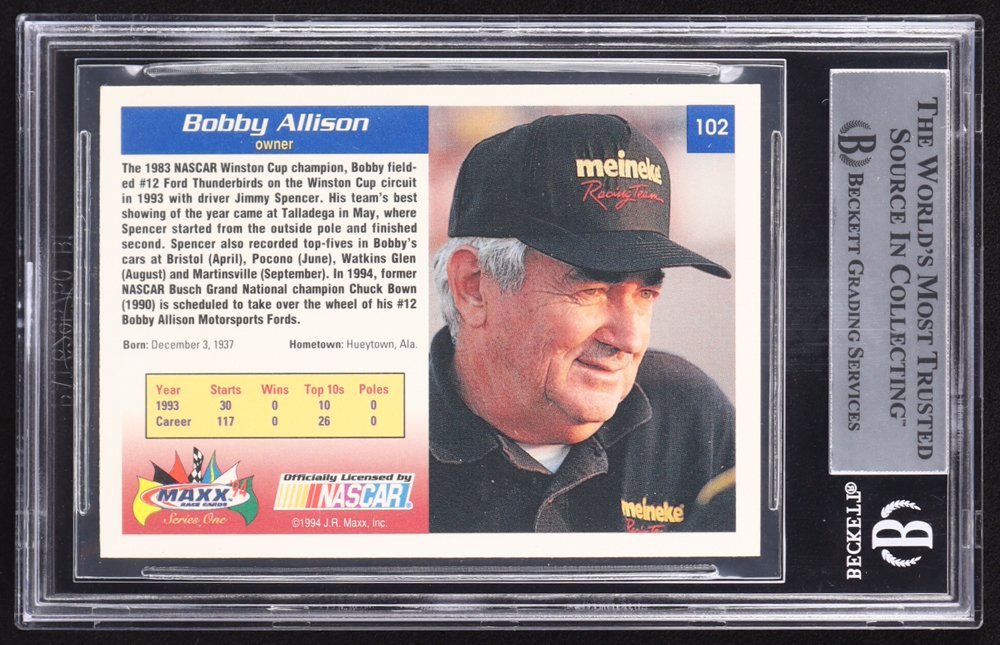 Bobby Allison
owner
102
The 1983 NASCAR Winston Cup champion, Bobby field-
ed #12 Ford Thunderbirds on the Winston Cup circuit
in 1993 with driver Jimmy Spencer. His team's best
showing of the year came at Talladega in May, where
Spencer started from the outside pole and finished
second. Spencer also recorded top-fives in Bobby's
cars at Bristol (April), Pocono (June), Watkins Glen
(August) and Martinsville (September). In 1994, former
NASCAR Busch Grand National champion Chuck Bown
(1990) is scheduled to take over the wheel of his #12
Bobby Allison Motorsports Fords.
Born: December 3, 1937 Hometown: Hueytown, Ala.
Year Starts Wins Top 10s Poles
1993 30 0 10 0
Career 117 0 26 0
MAXX '94
RACE CARDS
Series One
Officially Licensed by
NASCAR
©1994 J.R. Maxx, Inc.
meineke
Racing Team
meineke
THE WORLD'S MOST TRUSTED
SOURCE IN COLLECTING™
B BECKETT GRADING SERVICES
BECKETT®
B